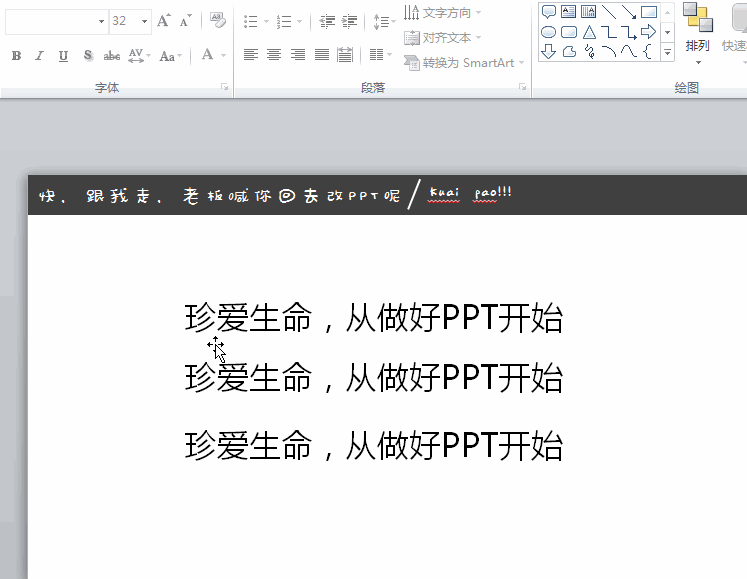 32
文字方向
对齐文本
转换为 SmartArt
排列
快速
B I U S abc AV Aa A
字体
段落
绘图
快. 跟我走. 老板喊你回去改PPT呢 / kuai pao!!!
珍爱生命，从做好PPT开始
珍爱生命，从做好PPT开始
珍爱生命，从做好PPT开始